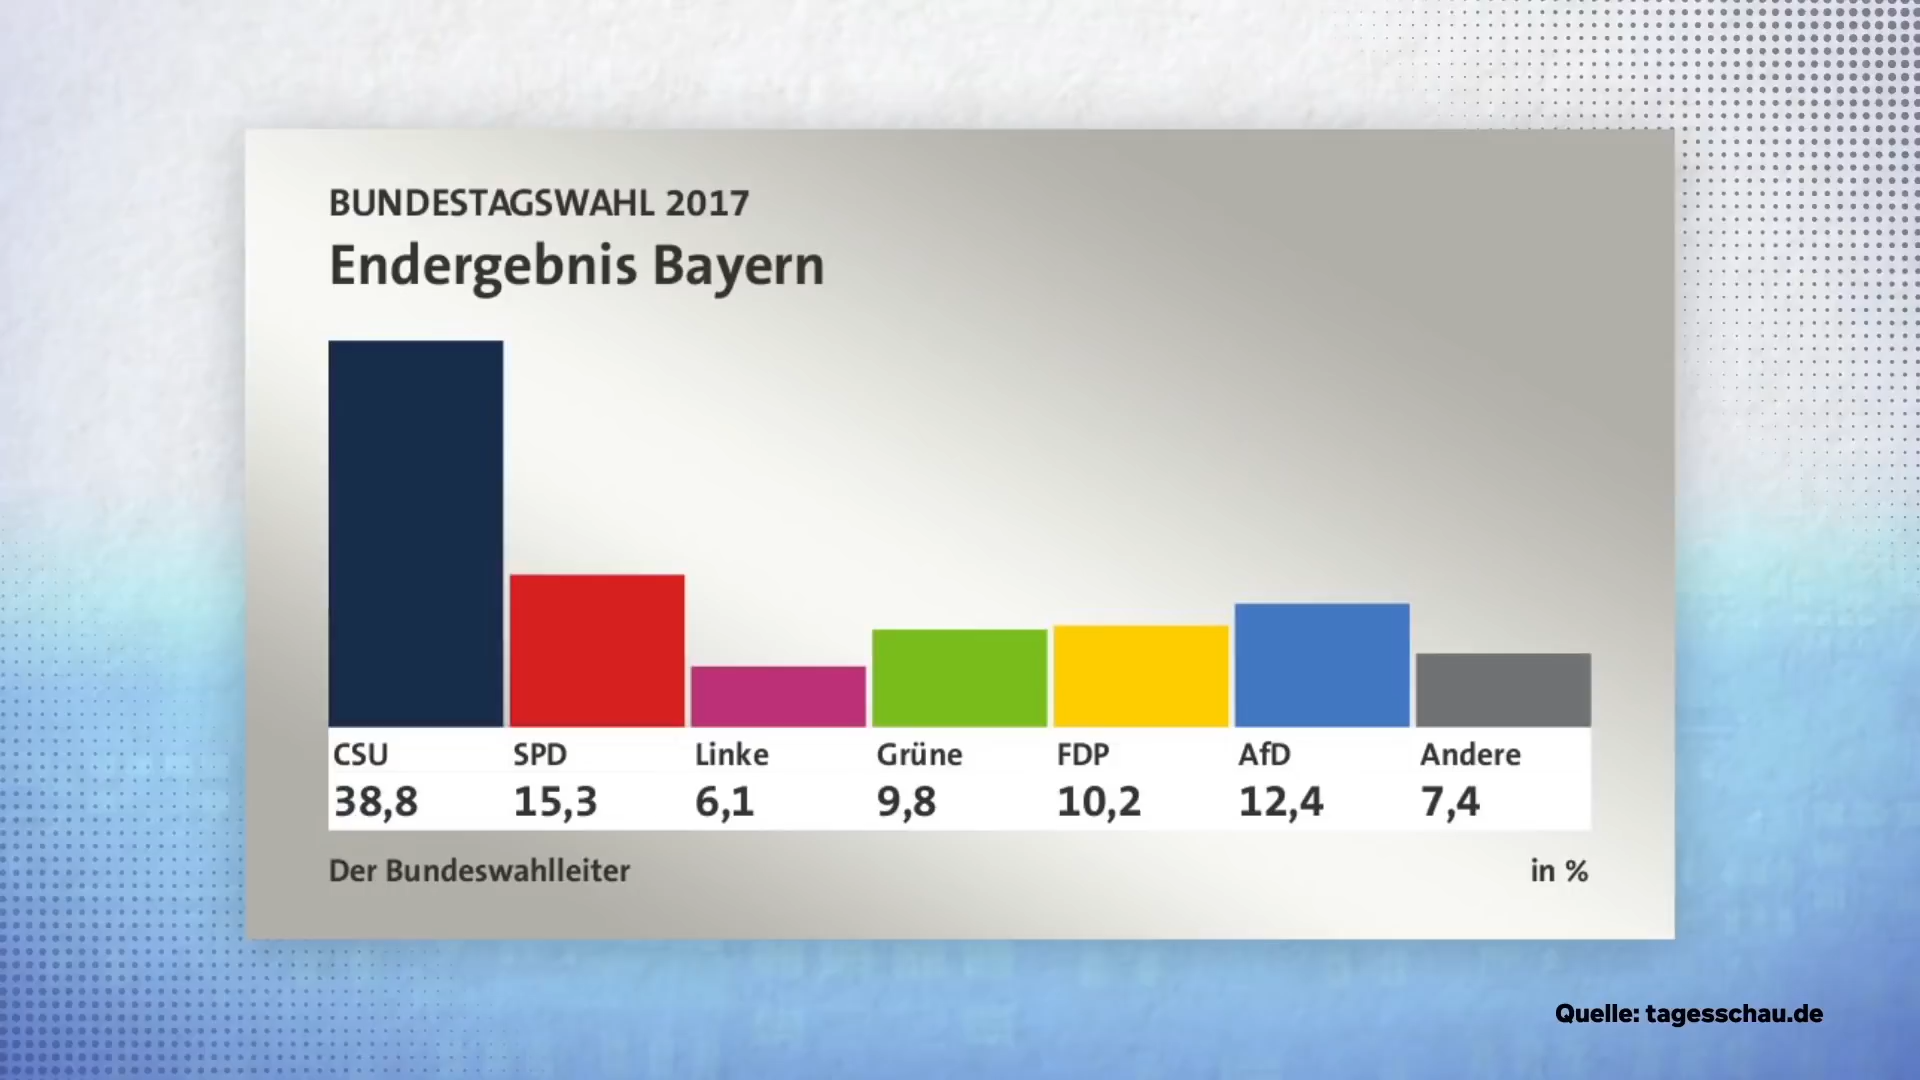 BUNDESTAGSWAHL 2017
Endergebnis Bayern
CSU SPD Linke Grüne FDP AfD Andere
38,8 15,3 6,1 9,8 10,2 12,4 7,4
Der Bundeswahlleiter in %
Quelle: tagesschau.de